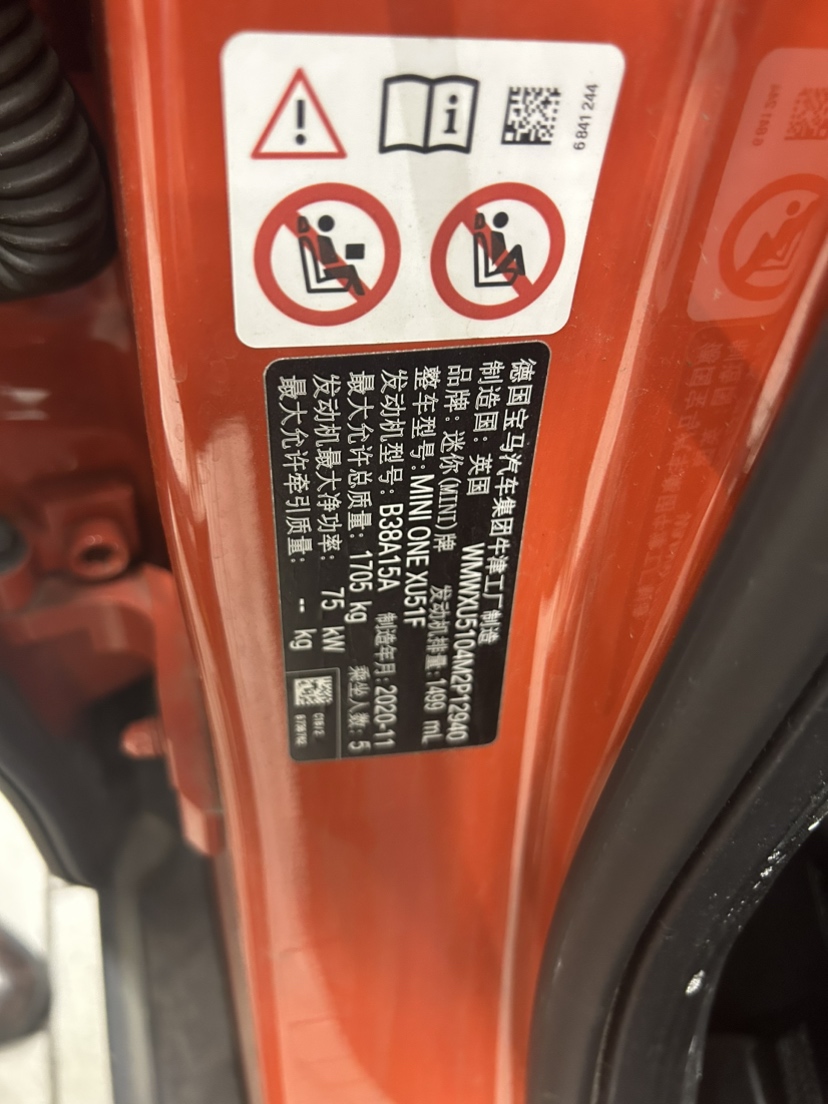 6 841 244
德国宝马汽车集团牛津工厂 制造
制造国: 英国 WMWXU5104M2P12940
品牌: 迷你(MINI)牌 发动机排量: 1499 mL
整车型号: MINI ONE XU51F
发动机型号: B38A15A 制造年月: 2020-11
最大允许总质量: 1705 kg 乘坐人数: 5
发动机最大净功率: 75 kW
最大允许牵引质量: -- kg